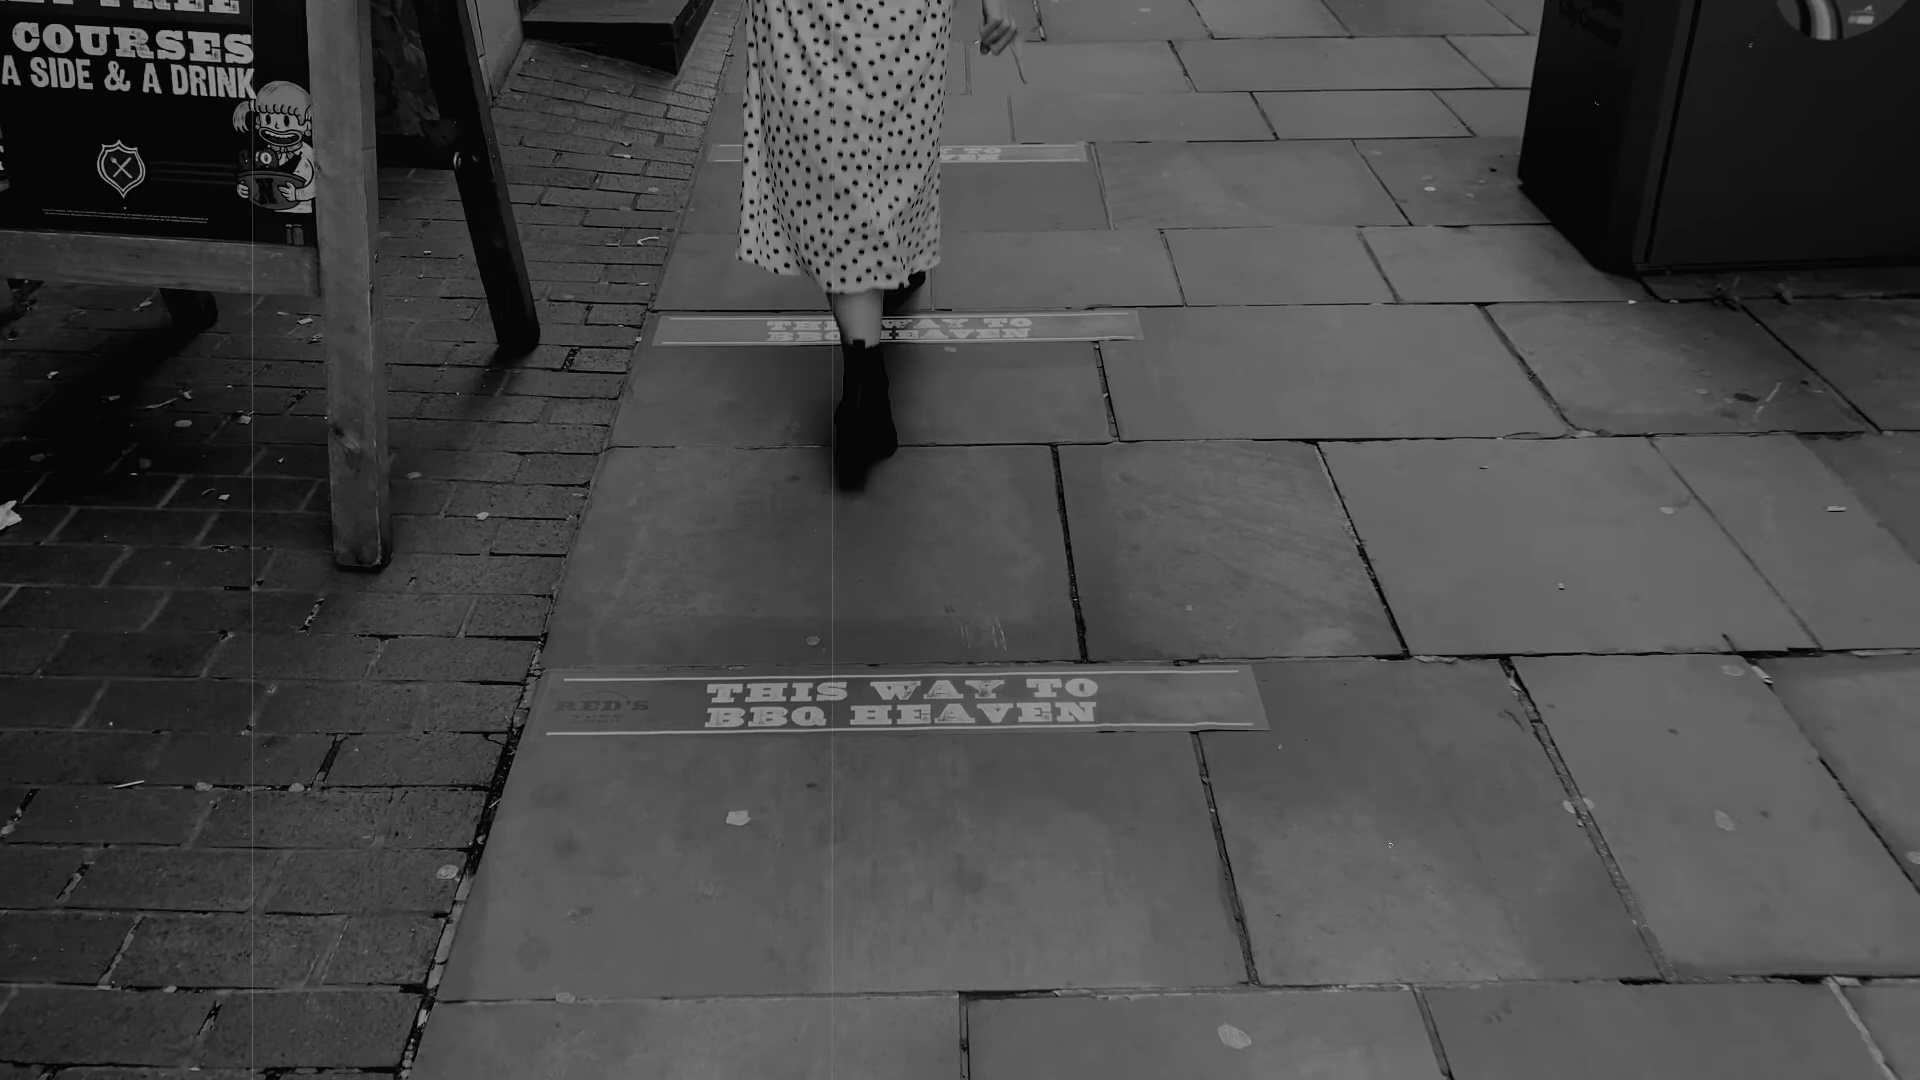 COURSES
A SIDE & A DRINK
THIS WAY TO
BBQ HEAVEN
RED'S
THIS WAY TO
BBQ HEAVEN